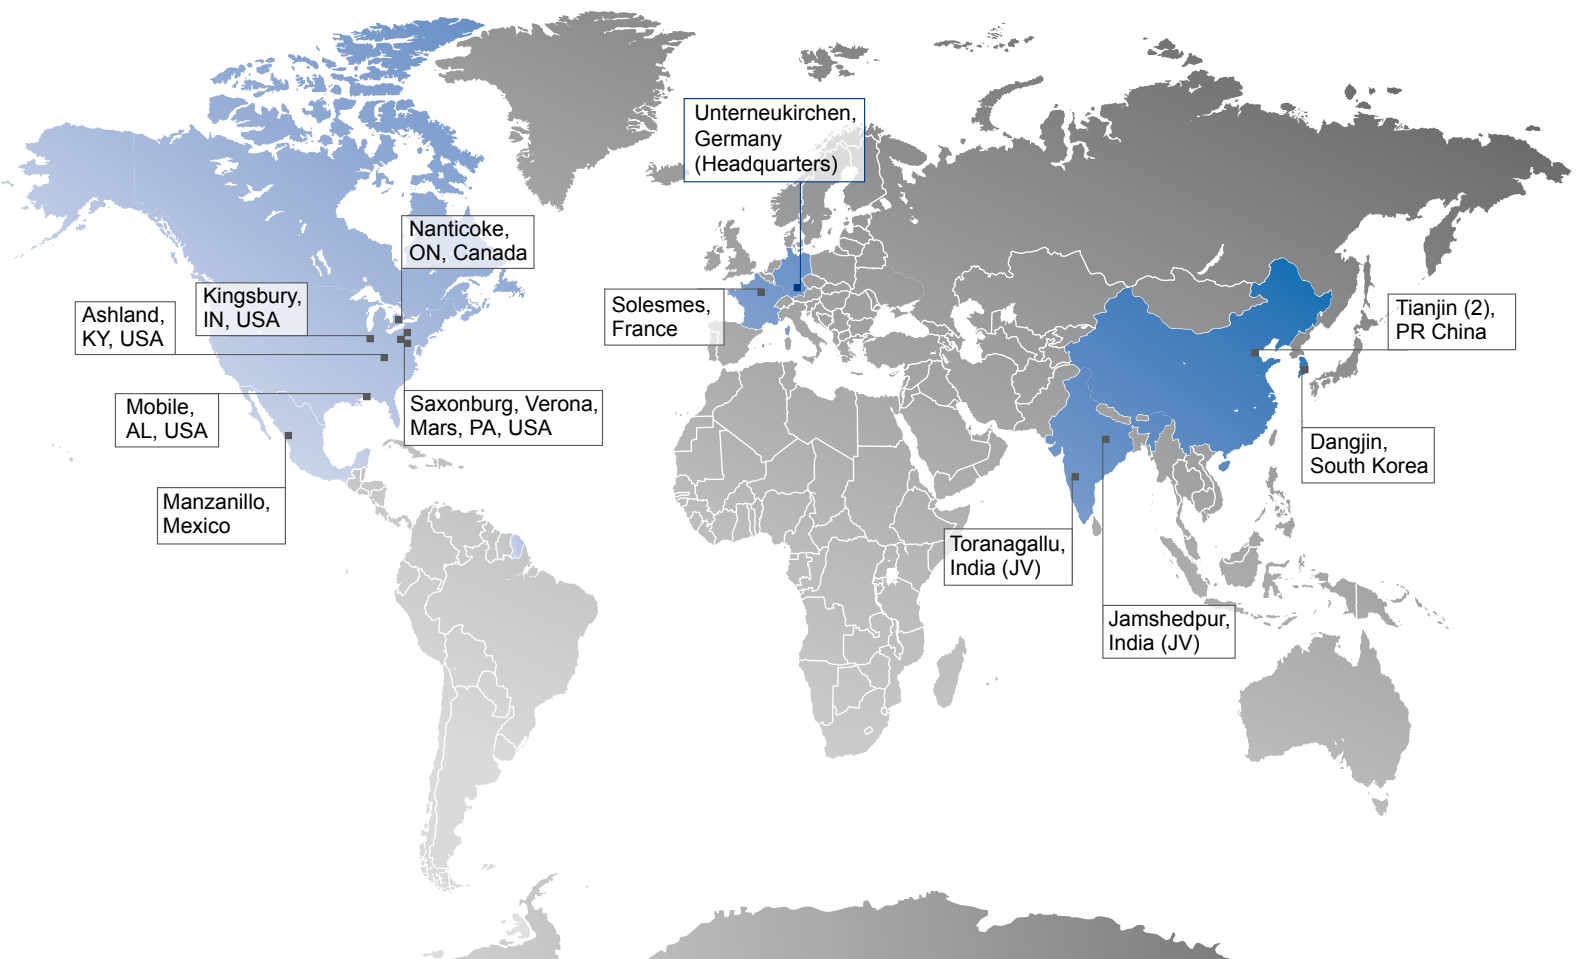 Unterneukirchen,
Germany
(Headquarters)
Nanticoke,
ON, Canada
Kingsbury,
IN, USA
Ashland,
KY, USA
Solesmes,
France
Tianjin (2),
PR China
Mobile,
AL, USA
Saxonburg, Verona,
Mars, PA, USA
Dangjin,
South Korea
Manzanillo,
Mexico
Toranagallu,
India (JV)
Jamshedpur,
India (JV)